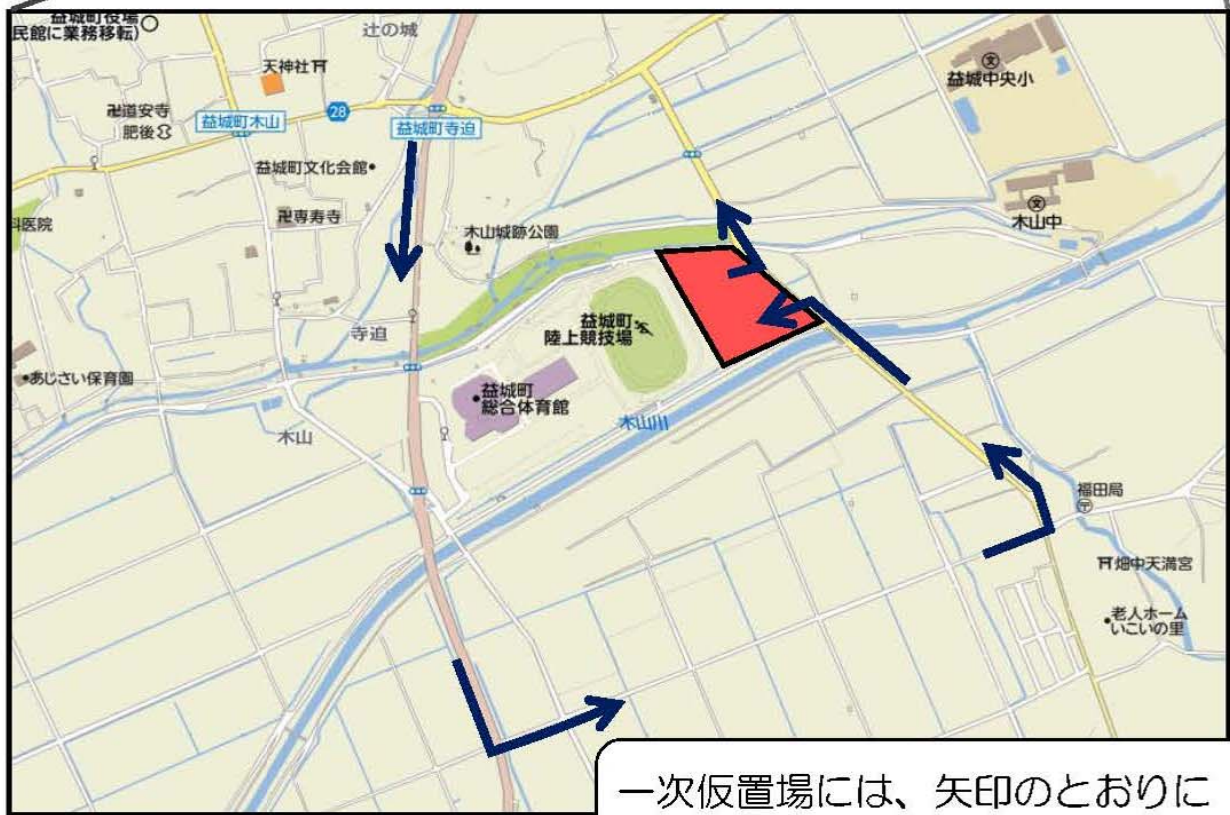 益城町役場
民館に業務移転)
辻の城
天神社
道安寺
肥後
益城町木山
28
益城町寺迫
益城町文化会館
専寿寺
科医院
木山城跡公園
益城中央小
文
木山中
文
益城町
陸上競技場
寺迫
あじさい保育園
益城町
総合体育館
木山
木山川
福田局
畑中天満宮
老人ホーム
いこいの里
一次仮置場には、矢印のとおりに